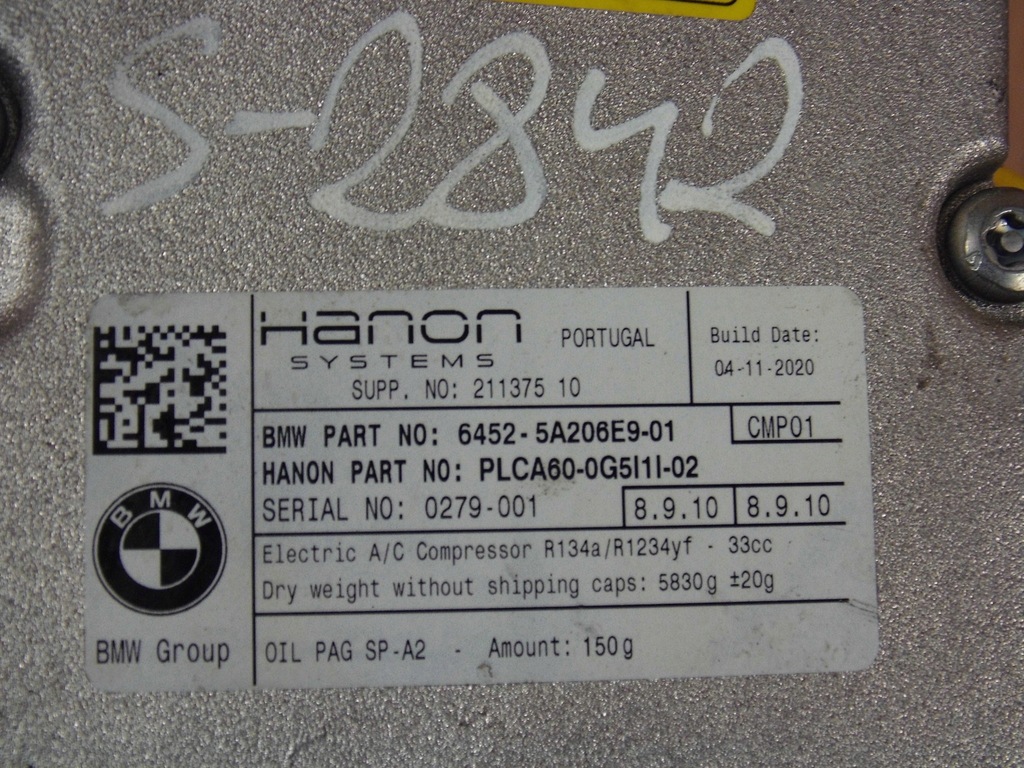 S-2842
Hanon
SYSTEMS
PORTUGAL
SUPP. NO: 211375 10
Build Date:
04-11-2020
BMW PART NO: 6452-5A206E9-01
CMP01
HANON PART NO: PLCA60-0G5I1I-02
SERIAL NO: 0279-001
8.9.10
8.9.10
Electric A/C Compressor R134a/R1234yf - 33cc
Dry weight without shipping caps: 5830g ±20g
OIL PAG SP-A2 - Amount: 150g
BMW
BMW Group